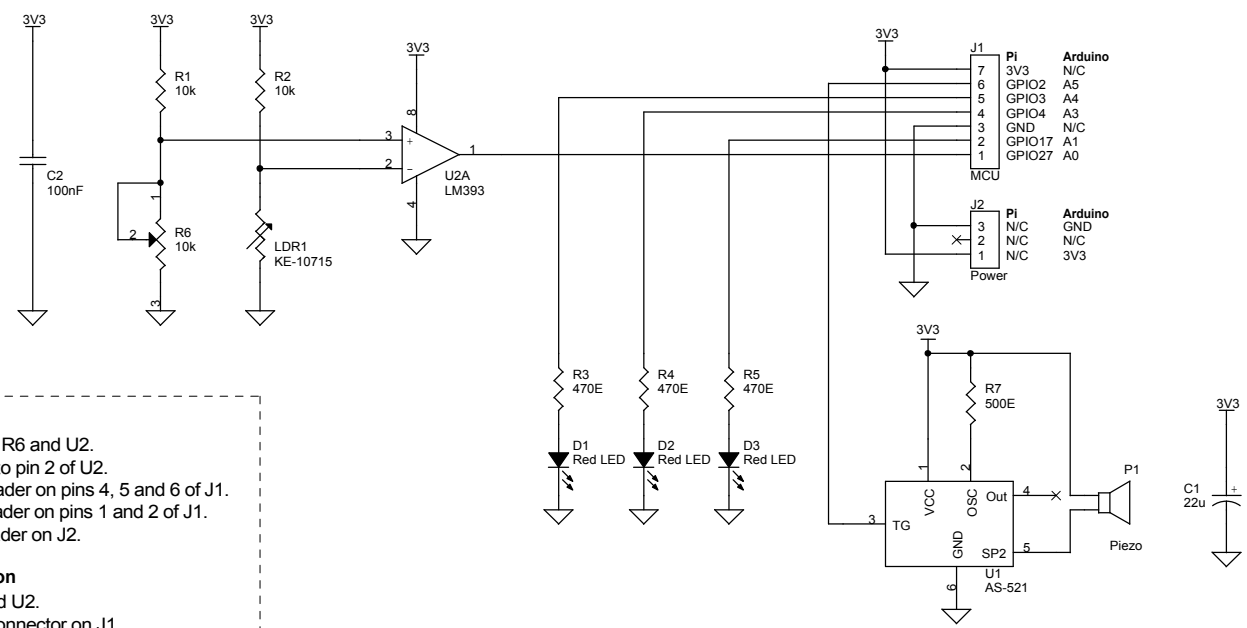 3V3
3V3
3V3
R1
10k
R2
10k
3V3
8
3
+
2
−
1
U2A
LM393
4
C2
100nF
1
2
R6
10k
3
LDR1
KE-10715
3V3
J1
Pi Arduino
7 3V3 N/C
6 GPIO2 A5
5 GPIO3 A4
4 GPIO4 A3
3 GND N/C
2 GPIO17 A1
1 GPIO27 A0
MCU
J2
Pi Arduino
3 N/C GND
2 N/C N/C
1 N/C 3V3
Power
R3
470E
R4
470E
R5
470E
D1
Red LED
D2
Red LED
D3
Red LED
3V3
R7
500E
1
2
VCC
OSC
Out
4
3
TG
GND
SP2
5
6
U1
AS-521
P1
Piezo
3V3
C1
22u
+
R6 and U2.
to pin 2 of U2.
ader on pins 4, 5 and 6 of J1.
ader on pins 1 and 2 of J1.
der on J2.
on
d U2.
onnector on J1